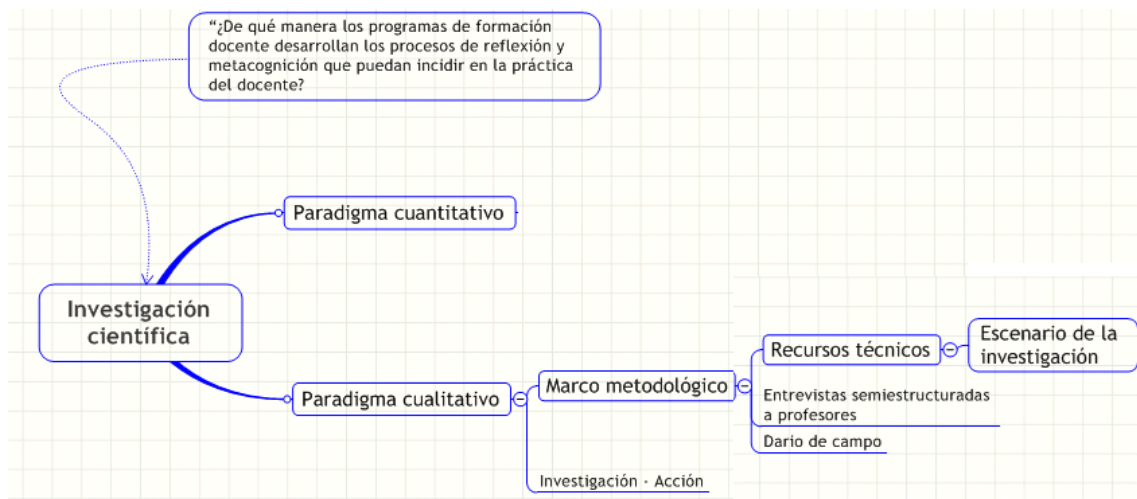 “¿De qué manera los programas de formación
docente desarrollan los procesos de reflexión y
metacognición que puedan incidir en la práctica
del docente?
Paradigma cuantitativo
Investigación
científica
Paradigma cualitativo
Marco metodológico
Investigación - Acción
Recursos técnicos
Escenario de la
investigación
Entrevistas semiestructuradas
a profesores
Dario de campo